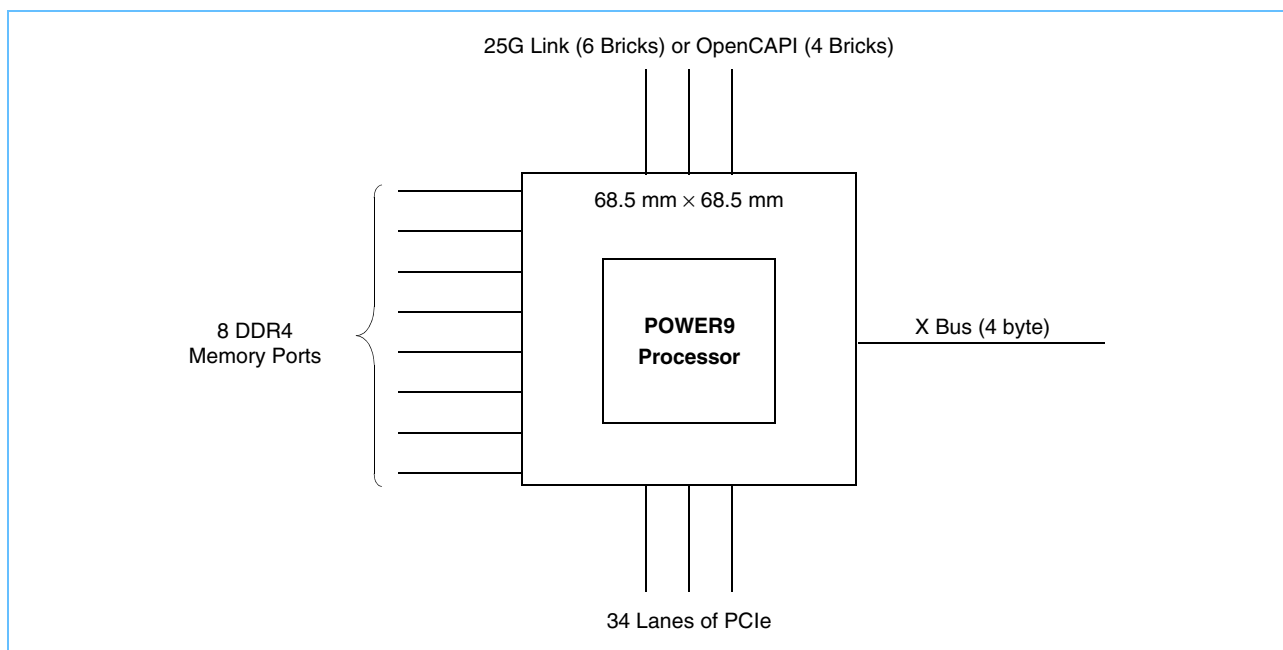 25G Link (6 Bricks) or OpenCAPI (4 Bricks)
68.5 mm × 68.5 mm
8 DDR4
Memory Ports
POWER9
Processor
X Bus (4 byte)
34 Lanes of PCIe